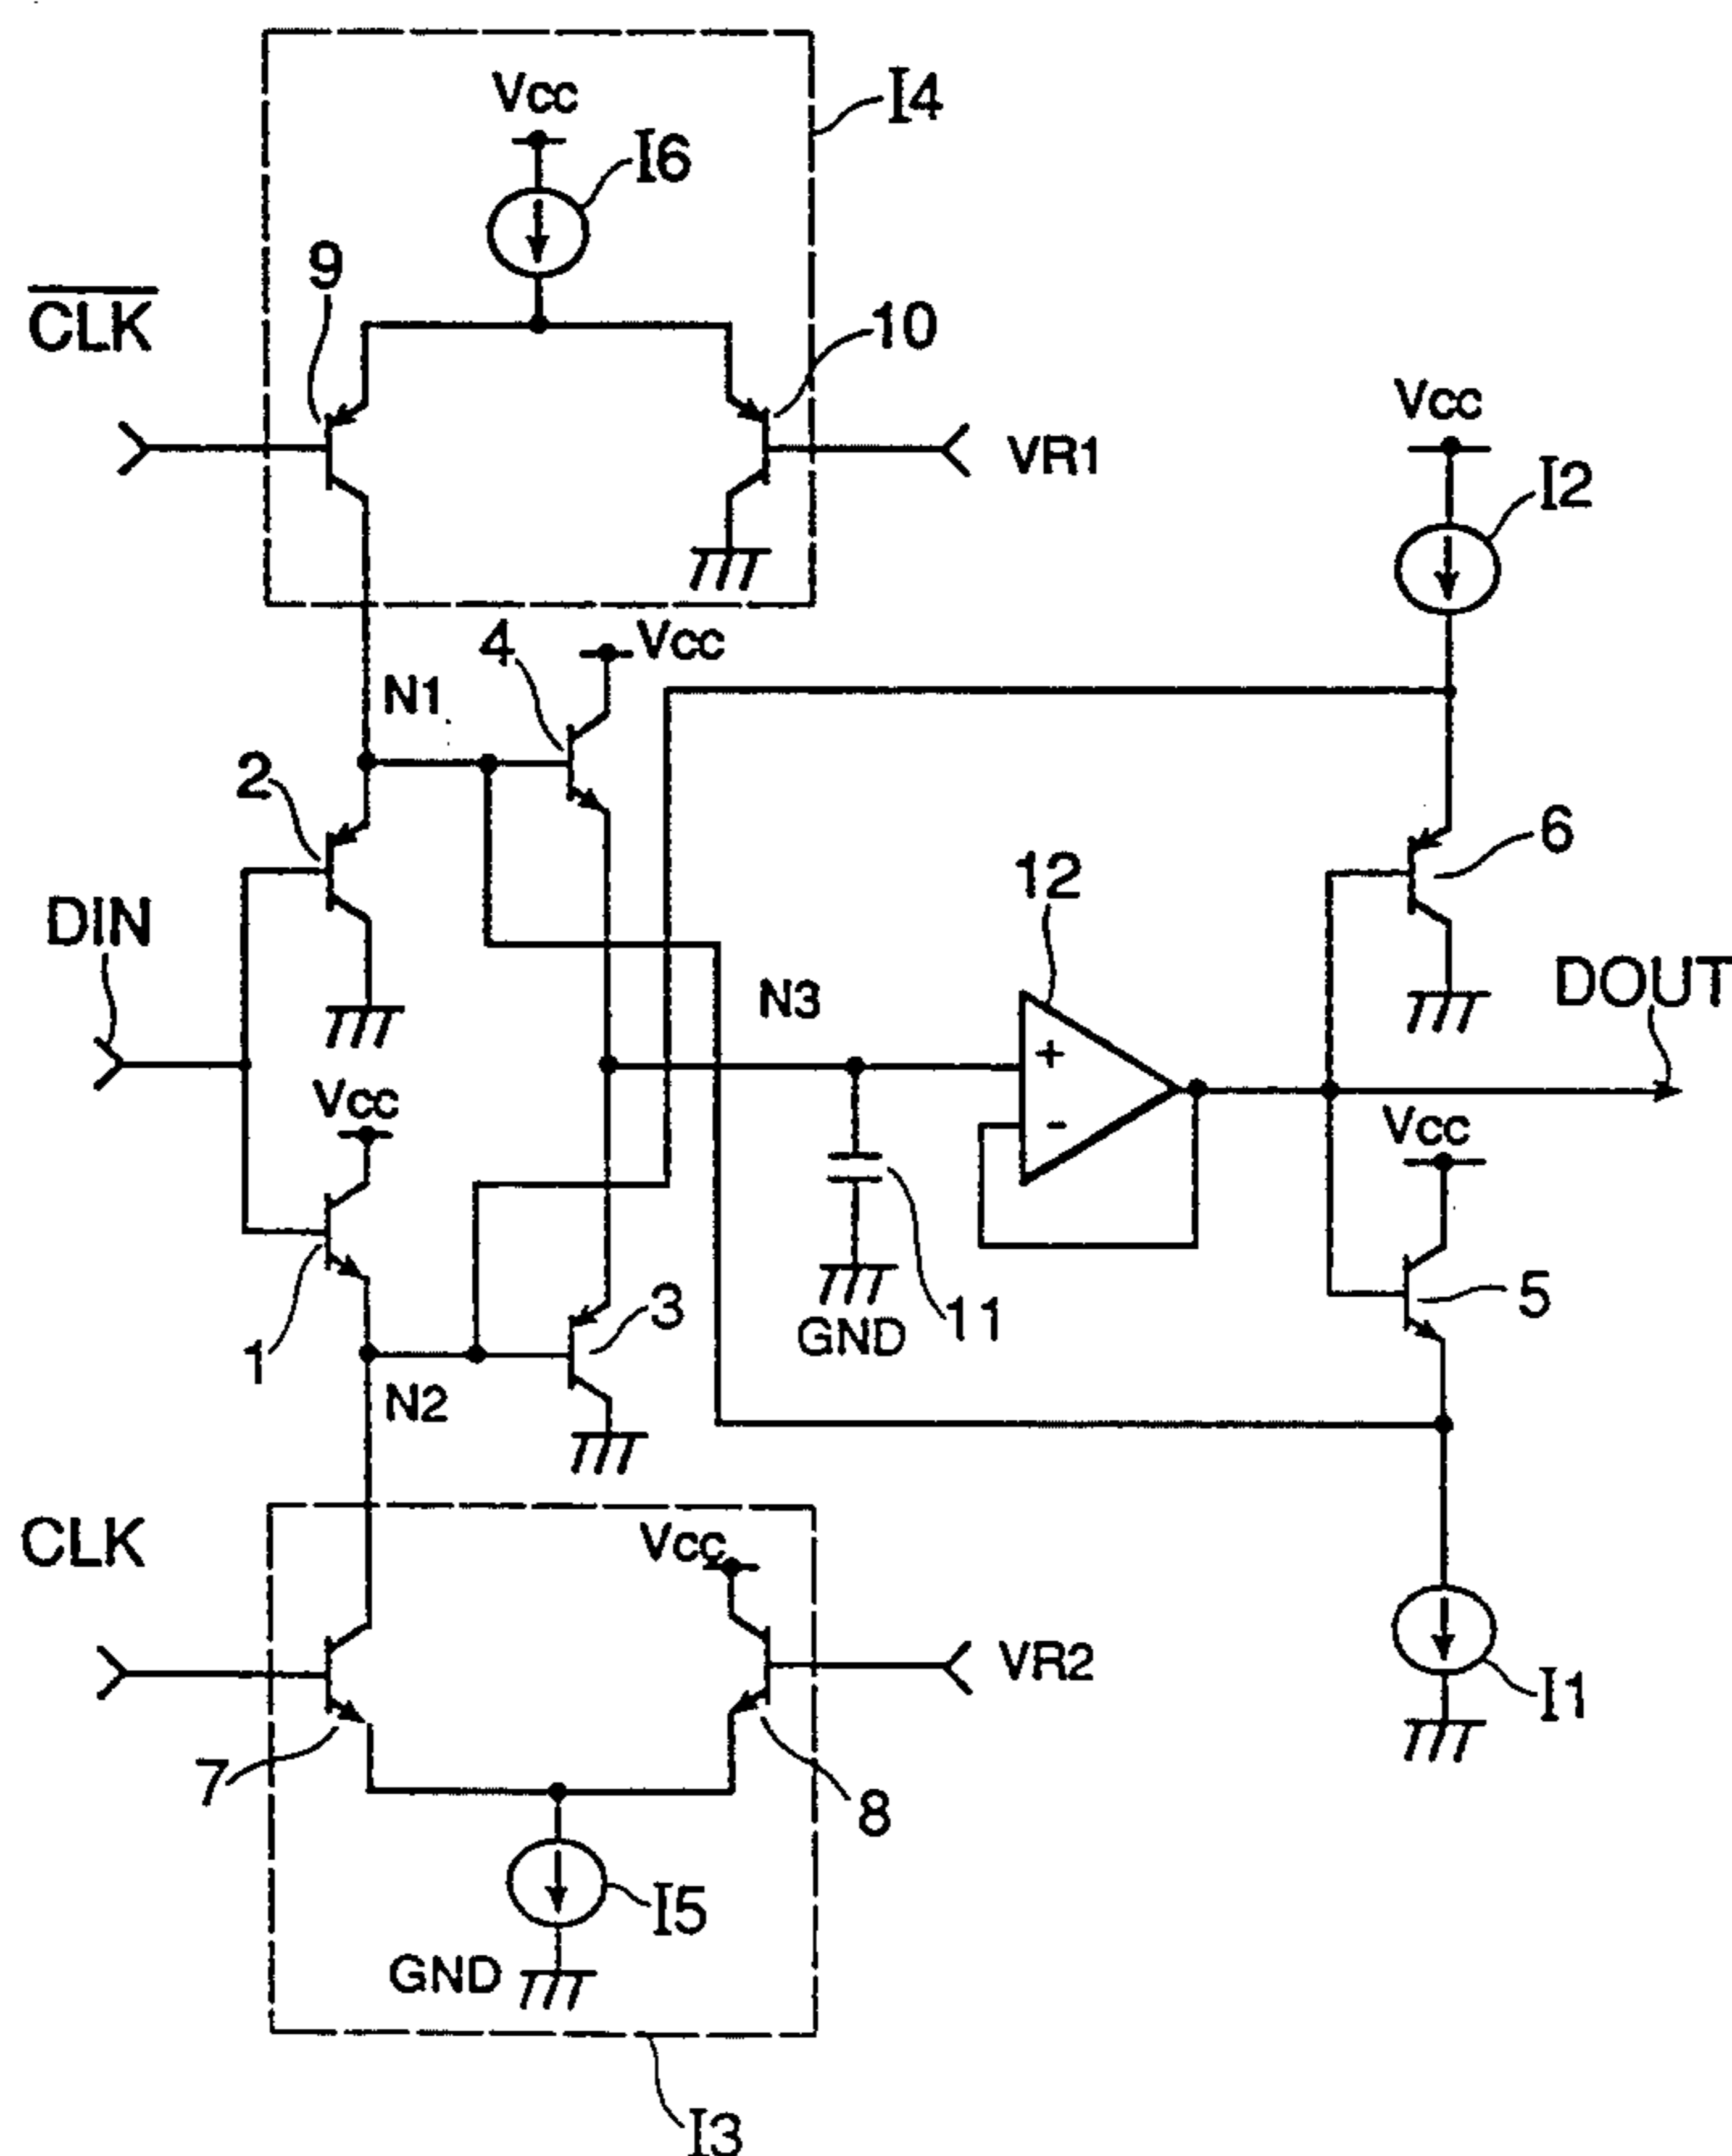 Vcc
I4
I6
9
CLK
10
VR1
Vcc
I2
4
Vcc
N1
2
6
12
DIN
DOUT
N3
+
-
Vcc
Vcc
5
3
11
GND
1
N2
CLK
Vcc
VR2
I1
7
8
I5
GND
I3